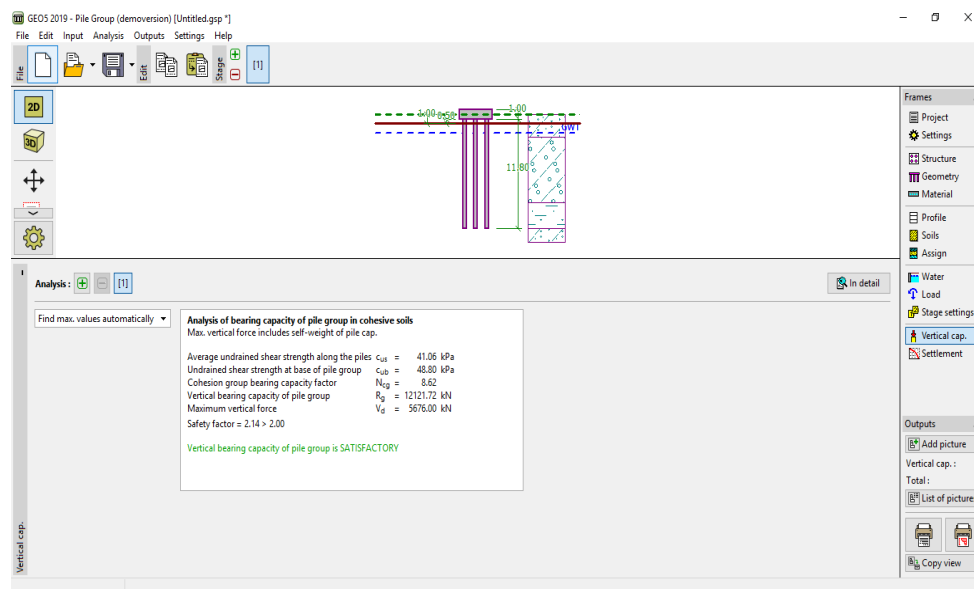 GEO5 2019 - Pile Group (demoversion) [Untitled.gsp *]
File Edit Input Analysis Outputs Settings Help
File
Edit
Stage
[1]
2D
3D
1.00 0.50 1.00
GWT
11.80
Frames
Project
Settings
Structure
Geometry
Material
Profile
Soils
Assign
Water
Load
Stage settings
Vertical cap.
Settlement
Analysis : [1]
In detail
Find max. values automatically
Analysis of bearing capacity of pile group in cohesive soils
Max. vertical force includes self-weight of pile cap.
Average undrained shear strength along the piles cus = 41.06 kPa
Undrained shear strength at base of pile group cub = 48.80 kPa
Cohesion group bearing capacity factor Ncg = 8.62
Vertical bearing capacity of pile group Rg = 12121.72 kN
Maximum vertical force Vd = 5676.00 kN
Safety factor = 2.14 > 2.00
Vertical bearing capacity of pile group is SATISFACTORY
Vertical cap.
Outputs
Add picture
Vertical cap. :
Total :
List of picture
Copy view